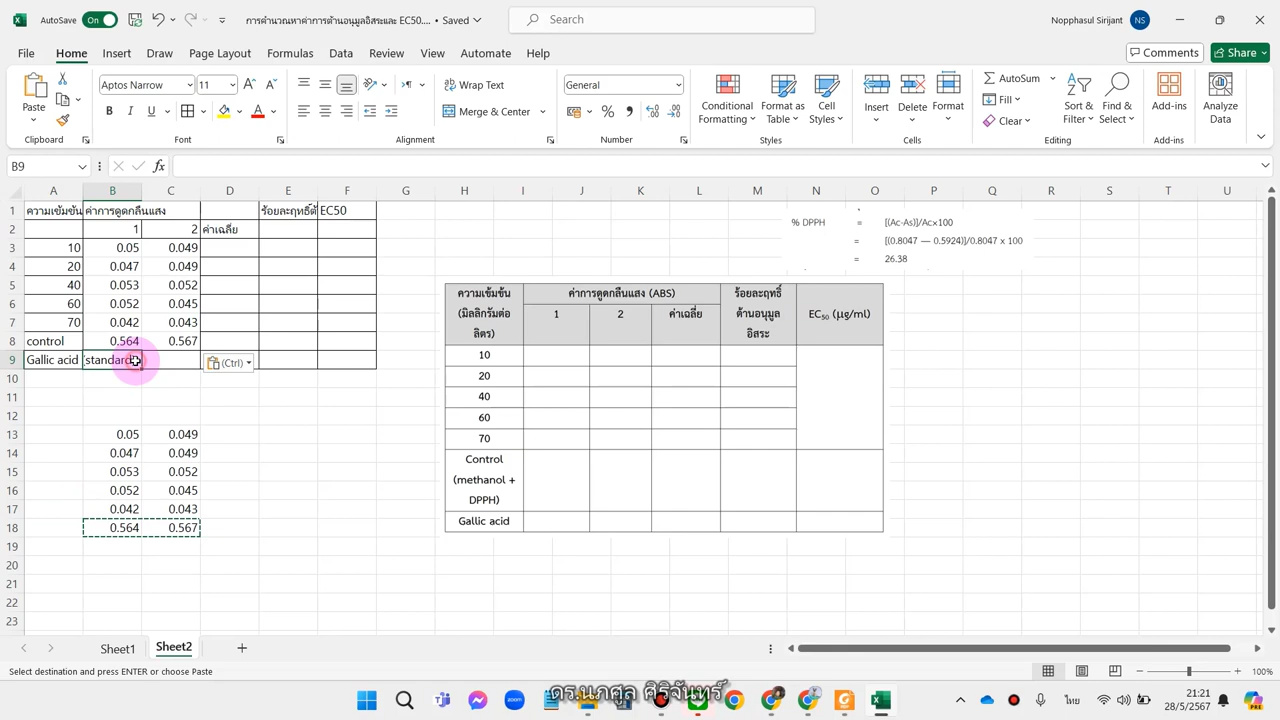 AutoSave On การคำนวณหาค่าการต้านอนุมูลอิสระและ EC50.... • Saved Search Nopphasul Sirijant NS
File Home Insert Draw Page Layout Formulas Data Review View Automate Help Comments Share
Aptos Narrow 11 Wrap Text General AutoSum
Merge & Center Fill
Clear
Paste Conditional Formatting Format as Table Cell Styles Insert Delete Format Sort & Filter Find & Select Add-ins Analyze Data
Clipboard Font Alignment Number Styles Cells Editing Add-ins
B9 fx
A B C D E F G H I J K L M N O P Q R S T U
1 ความเข้มข้น ค่าการดูดกลืนแสง ร้อยละฤทธิ์ต้ EC50
2 1 2 ค่าเฉลี่ย
3 10 0.05 0.049
4 20 0.047 0.049
5 40 0.053 0.052
6 60 0.052 0.045
7 70 0.042 0.043
8 control 0.564 0.567
9 Gallic acid (standard (Ctrl)
10
11
12
13 0.05 0.049
14 0.047 0.049
15 0.053 0.052
16 0.052 0.045
17 0.042 0.043
18 0.564 0.567
19
20
21
22
23
% DPPH = [(Ac-As)]/Ac×100
= [(0.8047 — 0.5924)]/0.8047 x 100
= 26.38
ความเข้มข้น (มิลลิกรัมต่อ ลิตร) ค่าการดูดกลืนแสง (ABS) ร้อยละฤทธิ์ ต้านอนุมูล อิสระ EC₅₀ (µg/ml)
1 2 ค่าเฉลี่ย
10
20
40
60
70
Control
(methanol +
DPPH)
Gallic acid
Sheet1 Sheet2
Select destination and press ENTER or choose Paste 100%
ดร.นภศูล ศิริจันทร์
ไทย 21:21
28/5/2567